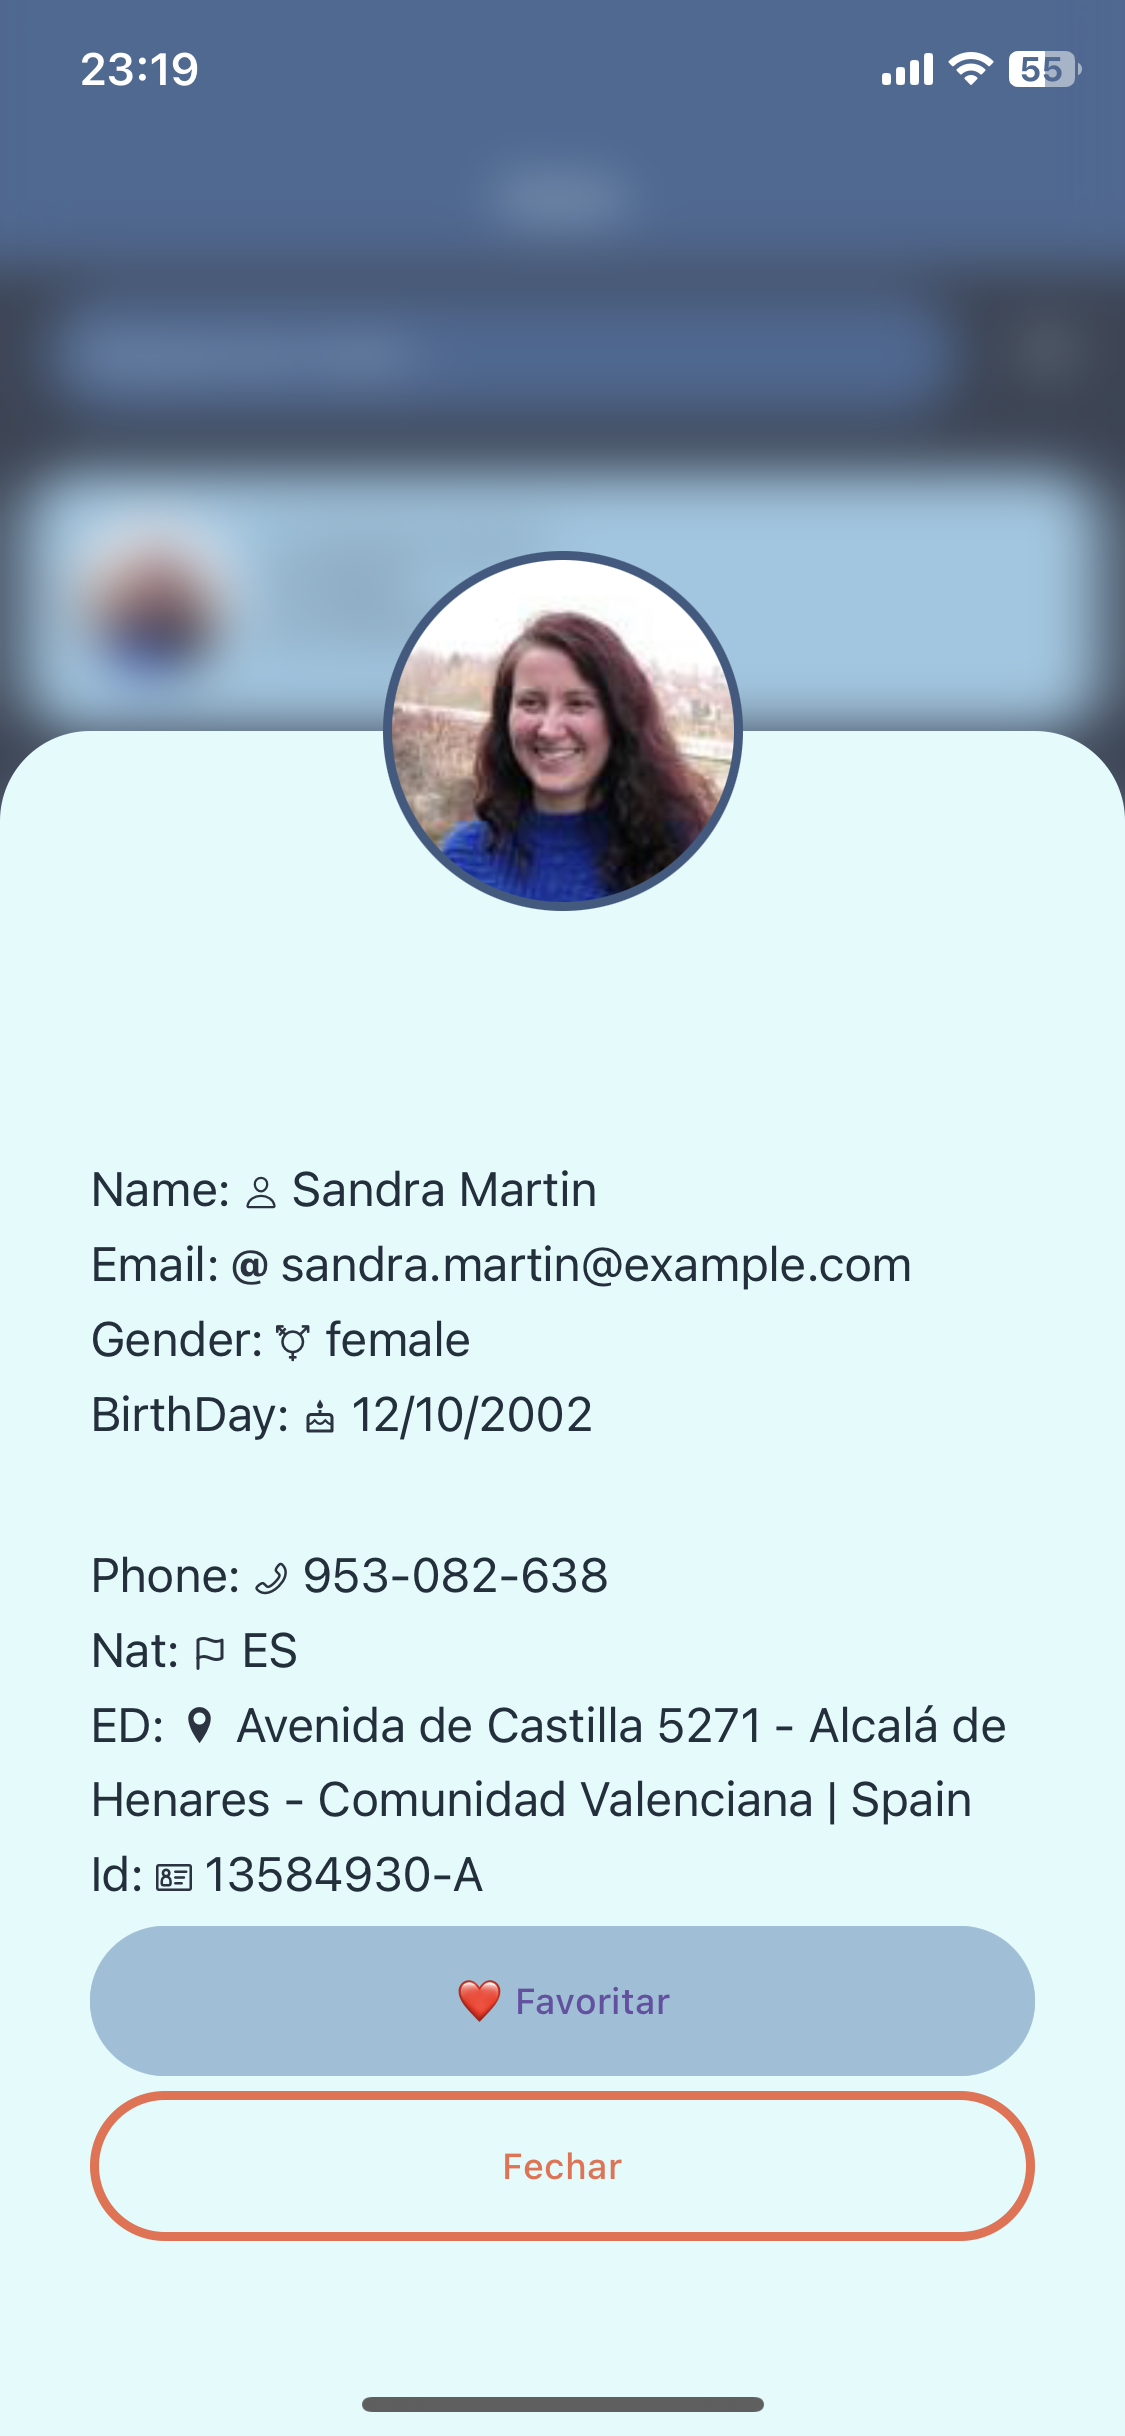 23:19
55
Name: Sandra Martin
Email: @ sandra.martin@example.com
Gender: female
BirthDay: 12/10/2002
Phone: 953-082-638
Nat: ES
ED: Avenida de Castilla 5271 - Alcalá de
Henares - Comunidad Valenciana | Spain
Id: 13584930-A
❤️ Favoritar
Fechar